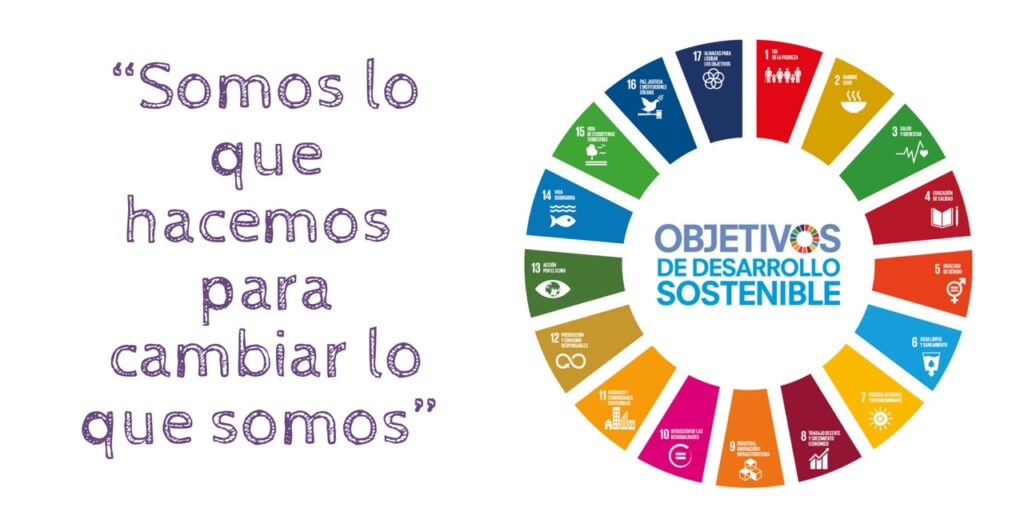 “Somos lo
que
hacemos
para
cambiar lo
que somos”
OBJETIVOS
DE DESARROLLO
SOSTENIBLE
1 FIN
DE LA POBREZA
2 HAMBRE
CERO
3 SALUD
Y BIENESTAR
4 EDUCACIÓN
DE CALIDAD
5 IGUALDAD
DE GÉNERO
6 AGUA LIMPIA
Y SANEAMIENTO
7 ENERGÍA ASEQUIBLE
Y NO CONTAMINANTE
8 TRABAJO DECENTE
Y CRECIMIENTO
ECONÓMICO
9 INDUSTRIA,
INNOVACIÓN E
INFRAESTRUCTURA
10 REDUCCIÓN DE LAS
DESIGUALDADES
11 CIUDADES Y
COMUNIDADES
SOSTENIBLES
12 PRODUCCIÓN
Y CONSUMO
RESPONSABLES
13 ACCIÓN
POR EL CLIMA
14 VIDA
SUBMARINA
15 VIDA
DE ECOSISTEMAS
TERRESTRES
16 PAZ, JUSTICIA
E INSTITUCIONES
SÓLIDAS
17 ALIANZAS PARA
LOGRAR
LOS OBJETIVOS